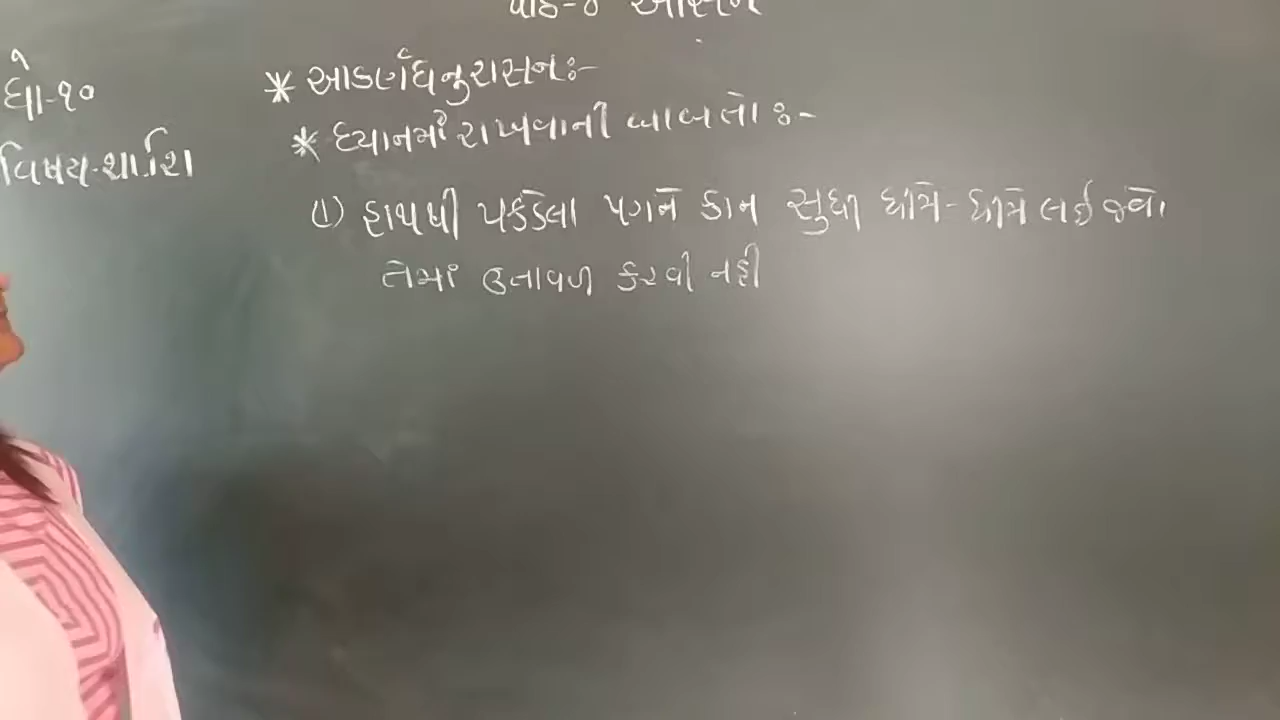 પાઠ-૪ આસન
ધો-૧૦
વિષય-શા.શિ
* આકર્ણધનુરાસન:-
* ધ્યાનમાં રાખવાની બાબતો :-
(1) હાથથી પકડેલા પગને કાન સુધી ધીમે-ધીમે લઈ જવો
તેમાં ઉતાવળ કરવી નહીં